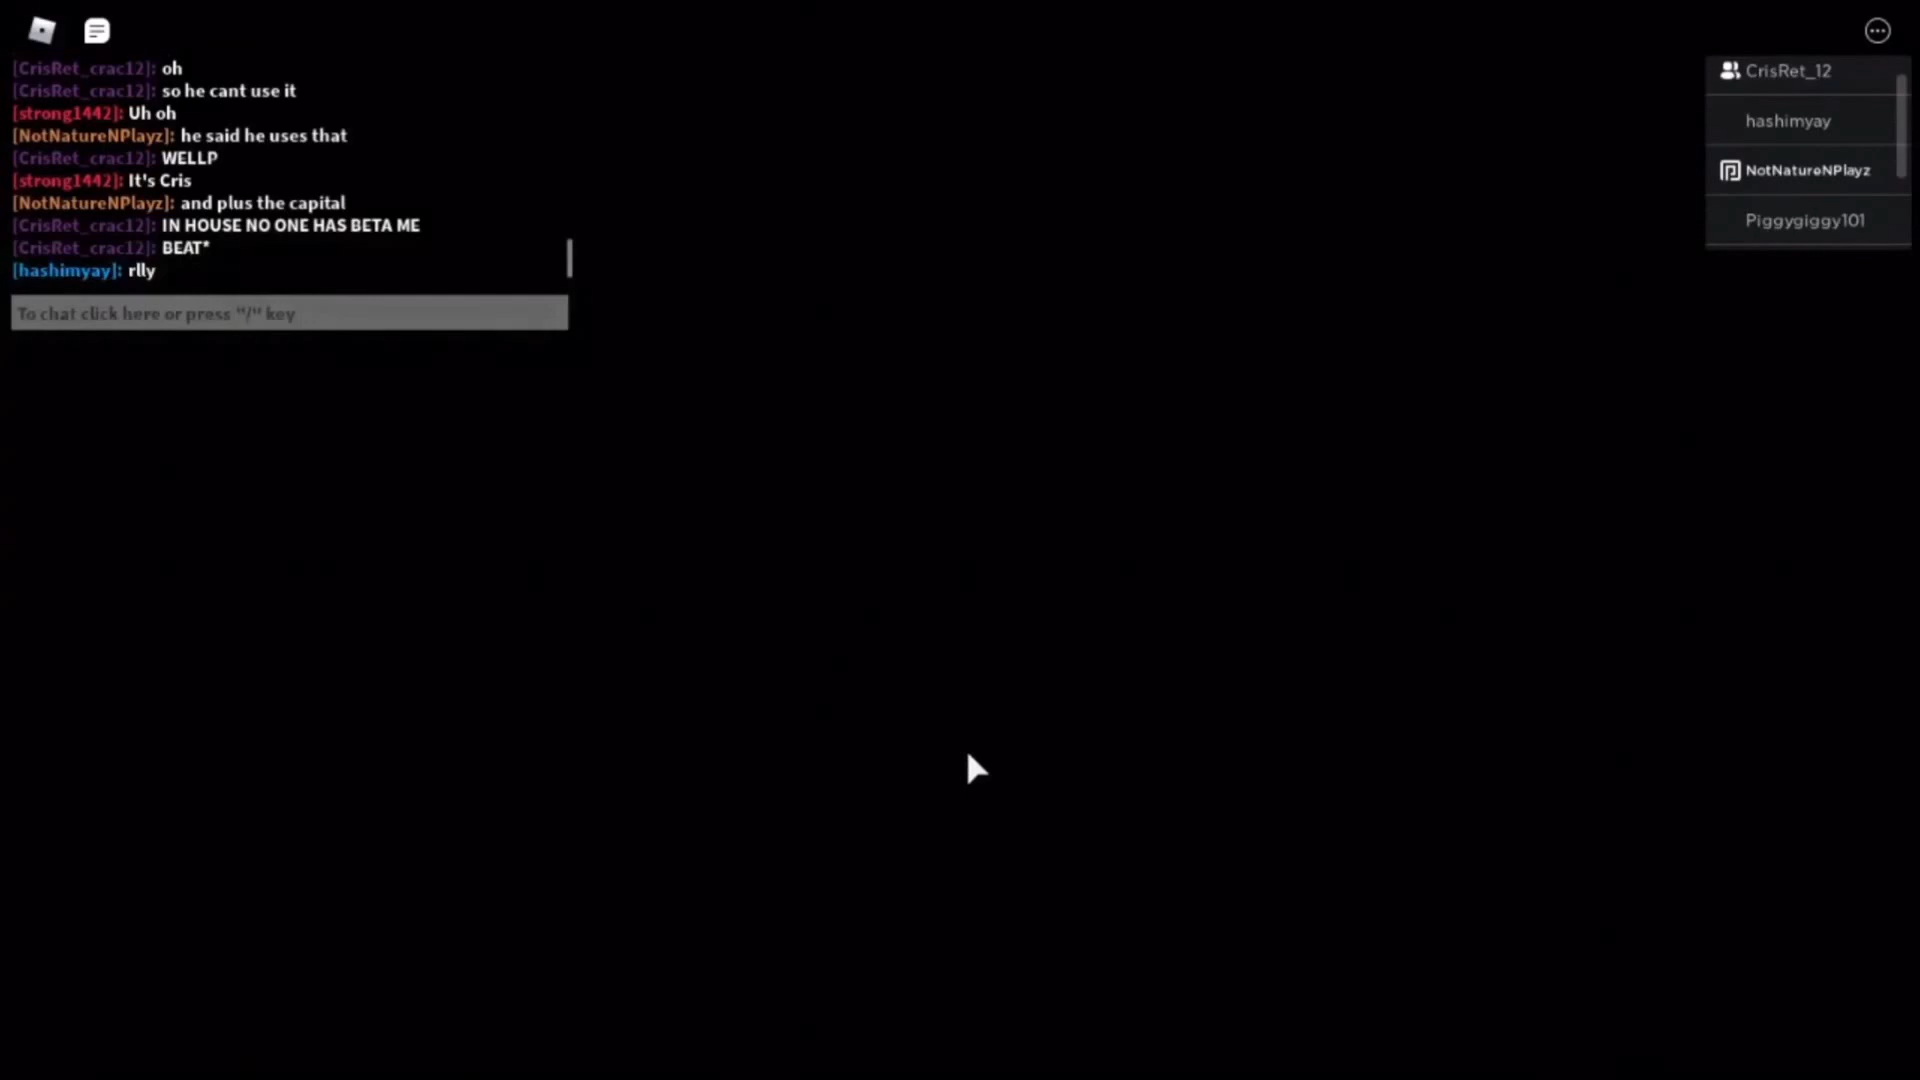 [CrisRet_crac12]: oh
[CrisRet_crac12]: so he cant use it
[strong1442]: Uh oh
[NotNatureNPlayz]: he said he uses that
[CrisRet_crac12]: WELLP
[strong1442]: It's Cris
[NotNatureNPlayz]: and plus the capital
[CrisRet_crac12]: IN HOUSE NO ONE HAS BETA ME
[CrisRet_crac12]: BEAT*
[hashimyay]: rlly
To chat click here or press "/" key
CrisRet_12
hashimyay
NotNatureNPlayz
Piggygiggy101